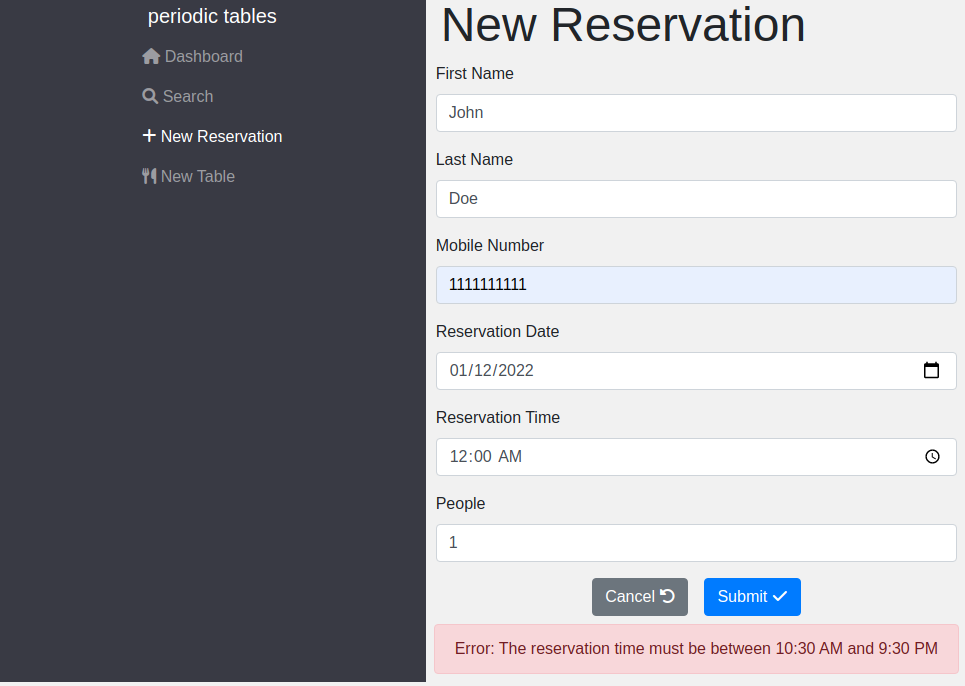 periodic tables
Dashboard
Search
New Reservation
New Table
New Reservation
First Name
John
Last Name
Doe
Mobile Number
1111111111
Reservation Date
01/12/2022
Reservation Time
12:00 AM
People
1
Cancel
Submit
Error: The reservation time must be between 10:30 AM and 9:30 PM